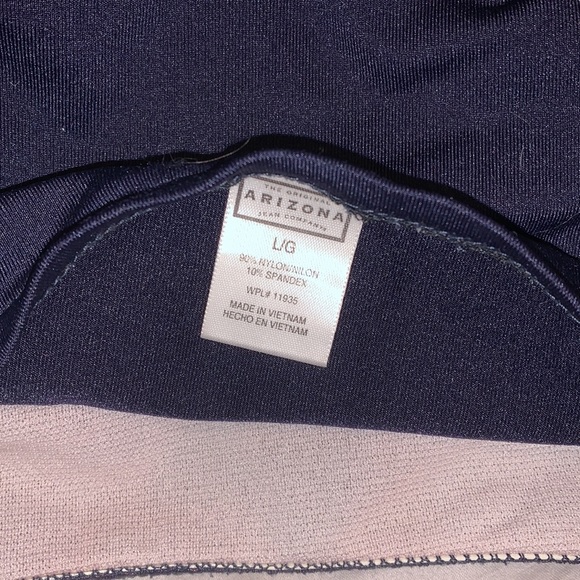 THE ORIGINAL
ARIZONA
JEAN COMPANY
L/G
90% NYLON/NILON
10% SPANDEX
WPL# 11935
MADE IN VIETNAM
HECHO EN VIETNAM